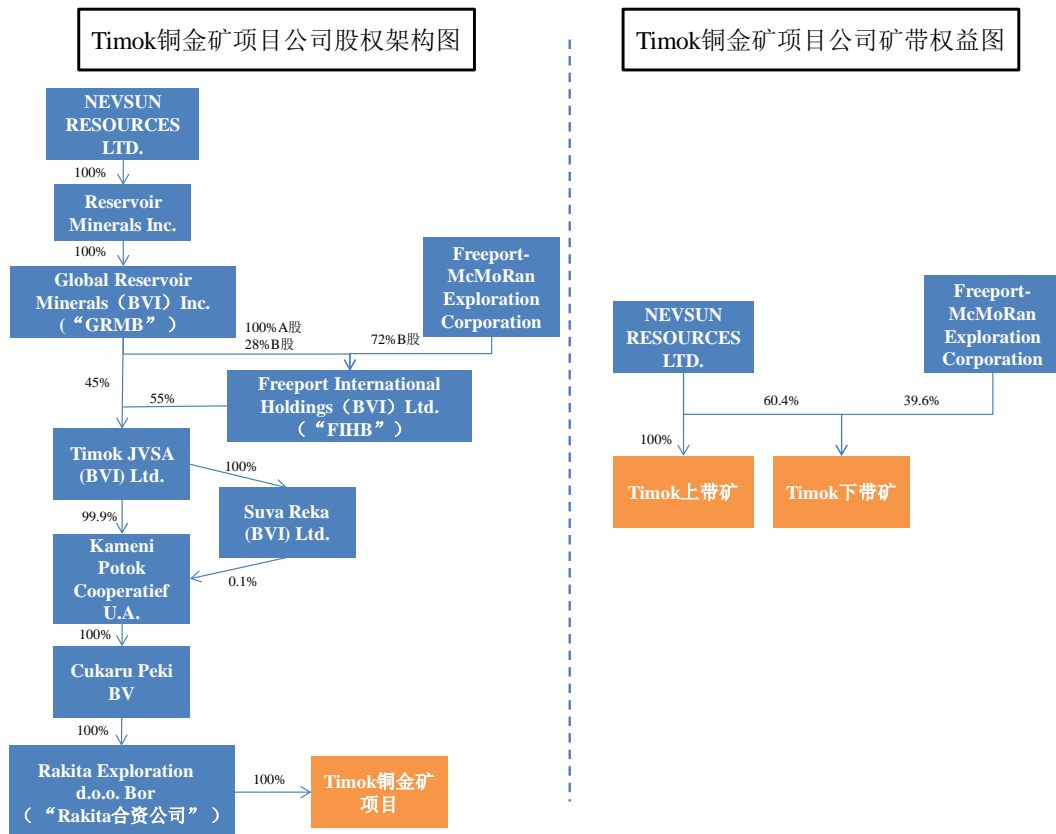 Timok铜金矿项目公司股权架构图
NEVSUN
RESOURCES
LTD.
100%
Reservoir
Minerals Inc.
100%
Global Reservoir
Minerals（BVI）Inc.
(“GRMB”)
Freeport-
McMoRan
Exploration
Corporation
100%A股
28%B股
72%B股
45%
55%
Freeport International
Holdings（BVI）Ltd.
（“FIHB”）
Timok JVSA
(BVI) Ltd.
100%
Suva Reka
(BVI) Ltd.
99.9%
0.1%
Kameni
Potok
Cooperatief
U.A.
100%
Cukaru Peki
BV
100%
Rakita Exploration
d.o.o. Bor
（“Rakita合资公司”）
100%
Timok铜金矿
项目
Timok铜金矿项目公司矿带权益图
NEVSUN
RESOURCES
LTD.
Freeport-
McMoRan
Exploration
Corporation
60.4%
39.6%
100%
Timok上带矿
Timok下带矿